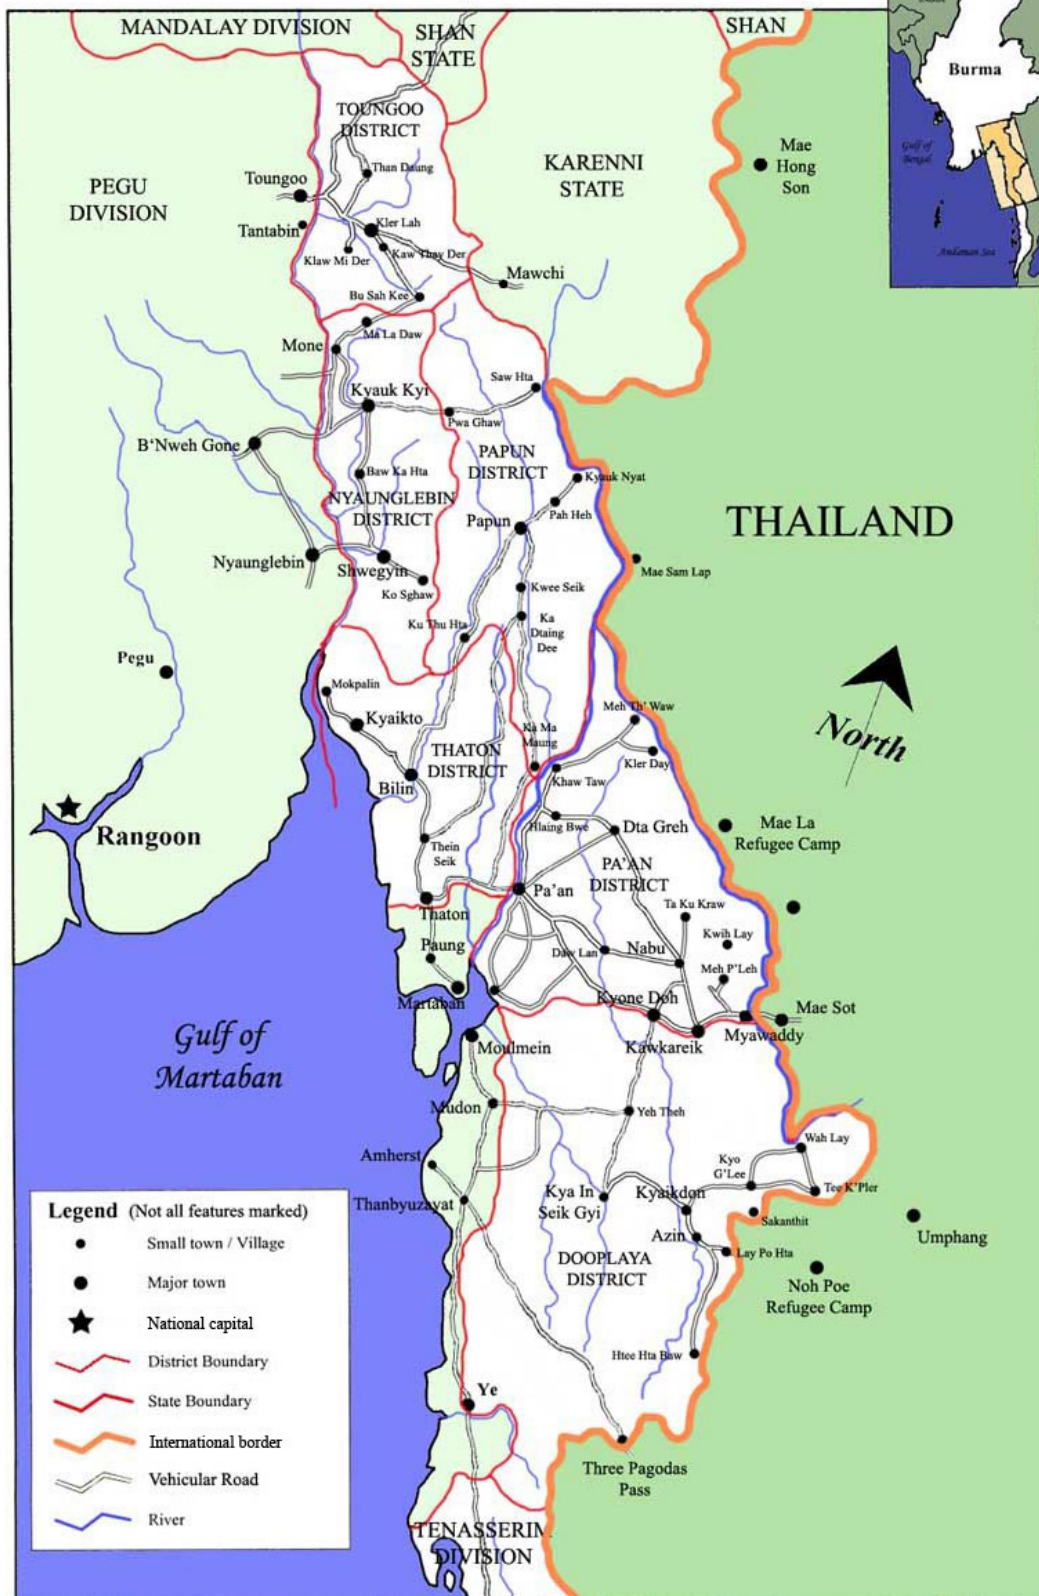 MANDALAY DIVISION
SHAN
STATE
SHAN
Burma
Gulf of
Bengal
Andaman Sea
TOUNGOO
DISTRICT
Than Daung
Toungoo
Tantabin
Kler Lah
Klaw Mi Der
Kaw Thay Der
PEGU
DIVISION
KARENNI
STATE
Mae
Hong
Son
Mawchi
Bu Sah Kee
Ma La Daw
Mone
Saw Hta
Kyauk Kyi
Pwa Ghaw
B'Nweh Gone
PAPUN
DISTRICT
Baw Ka Hta
Kyauk Nyat
NYAUNGLEBIN
DISTRICT
Pah Heh
Papun
THAILAND
Nyaunglebin
Shwegyin
Ko Sghaw
Mae Sam Lap
Kwee Seik
Ku Thu Hta
Ka
Dtaing
Dee
Pegu
Mokpalin
Kyaikto
Meh Th' Waw
North
Ka Ma
Maung
Kler Day
THATON
DISTRICT
Khaw Taw
Bilin
Rangoon
Hlaing Bwe
Dta Greh
Mae La
Refugee Camp
Thein
Seik
PA'AN
DISTRICT
Pa'an
Thaton
Ta Ku Kraw
Paung
Daw Lan
Nabu
Kwih Lay
Meh P'Leh
Martaban
Kyone Doh
Mae Sot
Gulf of
Martaban
Moulmein
Kawkareik
Myawaddy
Mudon
Yeh Theh
Wah Lay
Amherst
Kyo
G'Lee
Thanbyuzayat
Kya In
Seik Gyi
Kyaikdon
Tee K'Pler
Sakanthit
Azin
Lay Po Hta
Umphang
DOOPLAYA
DISTRICT
Noh Poe
Refugee Camp
Htee Hta Baw
Ye
Three Pagodas
Pass
TENASSERIM
DIVISION
Legend (Not all features marked)
Small town / Village
Major town
National capital
District Boundary
State Boundary
International border
Vehicular Road
River